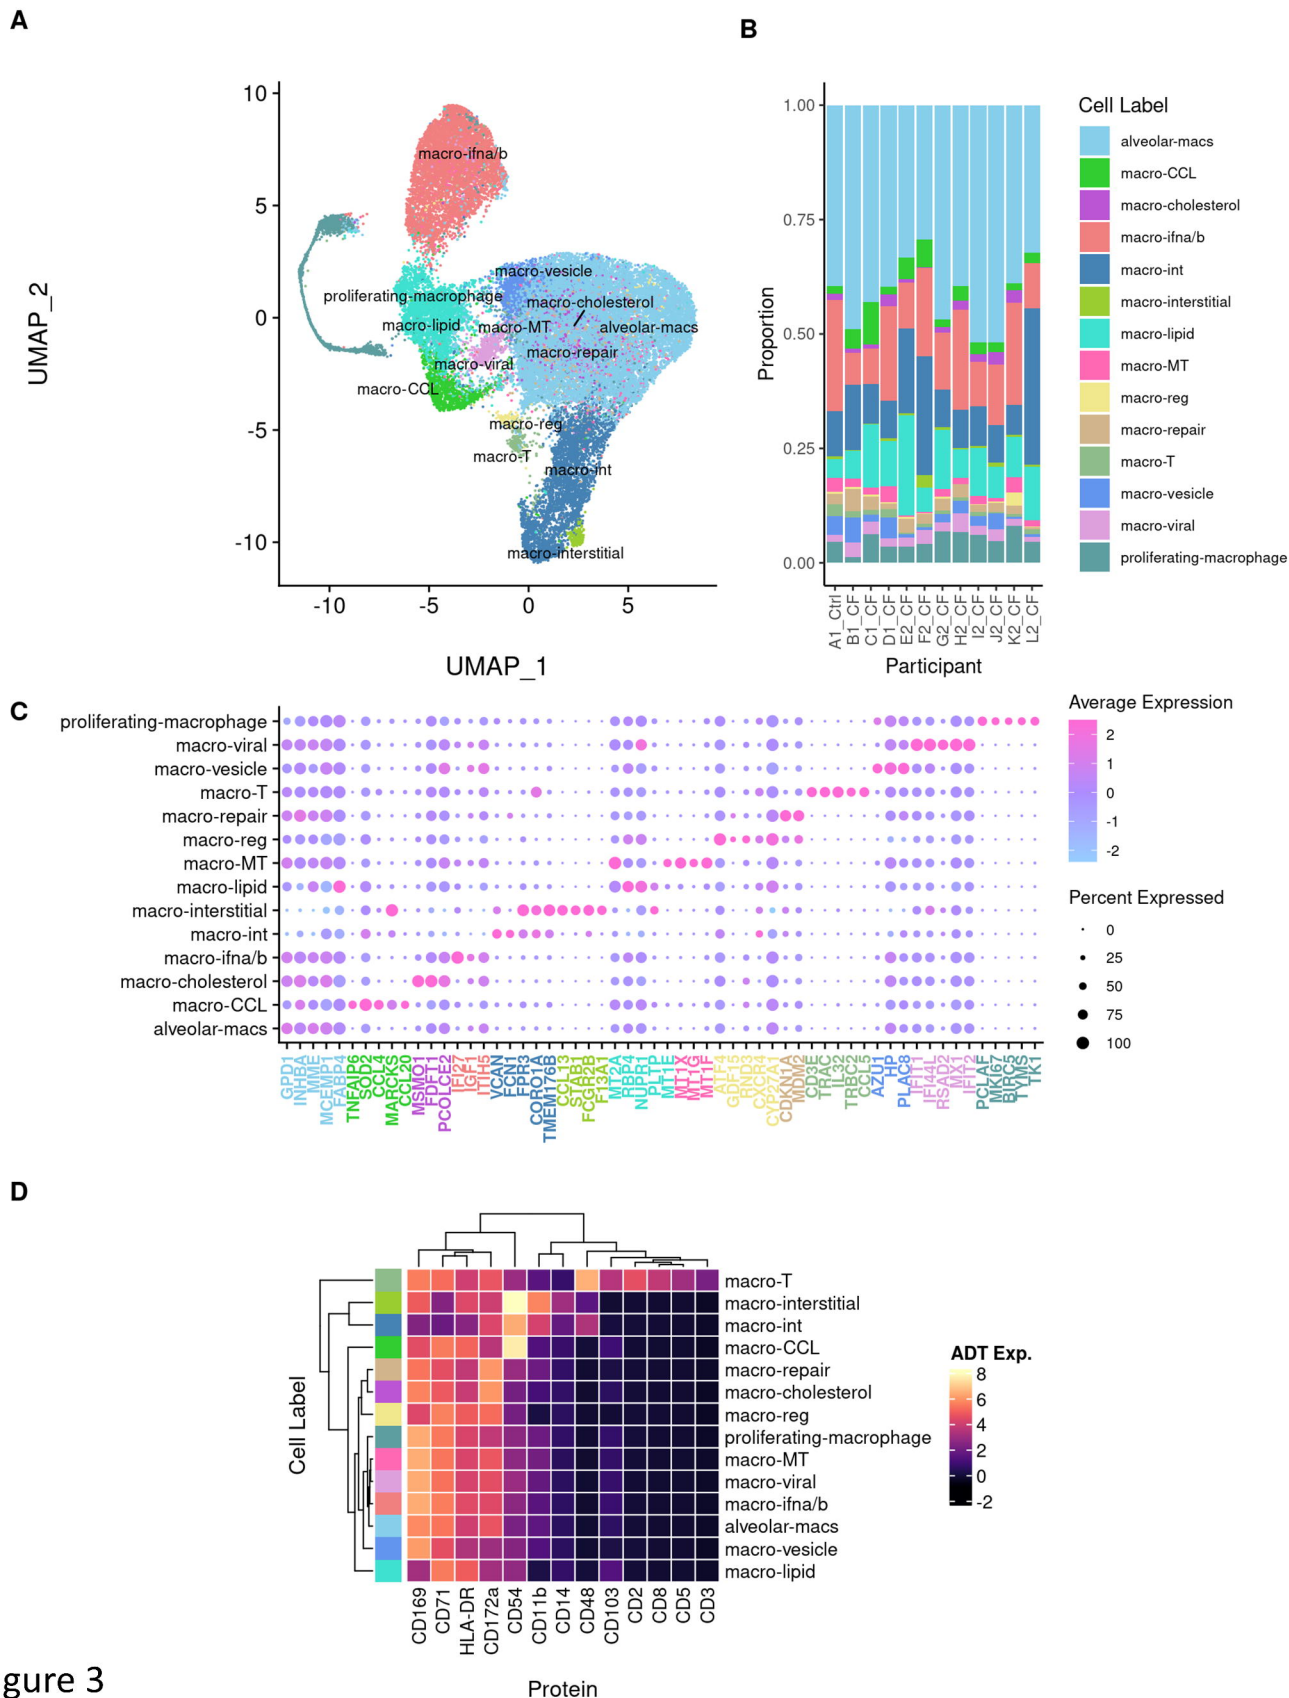 A
B
10
5
0
-5
-10
UMAP_2
-10
-5
0
5
UMAP_1
macro-ifna/b
macro-vesicle
proliferating-macrophage
macro-cholesterol
macro-lipid
macro-MT
alveolar-macs
macro-repair
macro-viral
macro-CCL
macro-reg
macro-T
macro-int
macro-interstitial
1.00
0.75
0.50
0.25
0.00
Proportion
A1_Ctrl
B1_CF
C1_CF
D1_CF
E2_CF
F2_CF
G2_CF
H2_CF
I2_CF
J2_CF
K2_CF
L2_CF
Participant
Cell Label
alveolar-macs
macro-CCL
macro-cholesterol
macro-ifna/b
macro-int
macro-interstitial
macro-lipid
macro-MT
macro-reg
macro-repair
macro-T
macro-vesicle
macro-viral
proliferating-macrophage
C
proliferating-macrophage
macro-viral
macro-vesicle
macro-T
macro-repair
macro-reg
macro-MT
macro-lipid
macro-interstitial
macro-int
macro-ifna/b
macro-cholesterol
macro-CCL
alveolar-macs
GPD1
INHBA
MME
MCEMP1
FABP4
TNFAIP6
SOD2
CCL4
MARCKS
CCL20
MSMO1
FDFT1
PCOLCE2
IFI27
IGF1
ITIH5
VCAN
FCN1
FPR3
CORO1A
TMEM176B
CCL13
STAB1
FCGR2B
F13A1
MT2A
RBP4
NUPR1
PLTP
MT1E
MT1X
MT1G
MT1F
ATF4
GDF15
RND3
CXCR4
CYP27A1
CDKN1A
MDM2
CD3E
TRAC
IL32
TRBC2
CCL5
AZU1
HP
PLAC8
IFIT1
IFI44L
RSAD2
MX1
IFIT2
PCLAF
MKI67
BIRC5
TYMS
TK1
Average Expression
2
1
0
-1
-2
Percent Expressed
0
25
50
75
100
D
macro-T
macro-interstitial
macro-int
macro-CCL
macro-repair
macro-cholesterol
macro-reg
proliferating-macrophage
macro-MT
macro-viral
macro-ifna/b
alveolar-macs
macro-vesicle
macro-lipid
Cell Label
CD169
CD71
HLA-DR
CD172a
CD54
CD11b
CD14
CD48
CD103
CD2
CD8
CD5
CD3
Protein
ADT Exp.
8
6
4
2
0
-2
gure 3